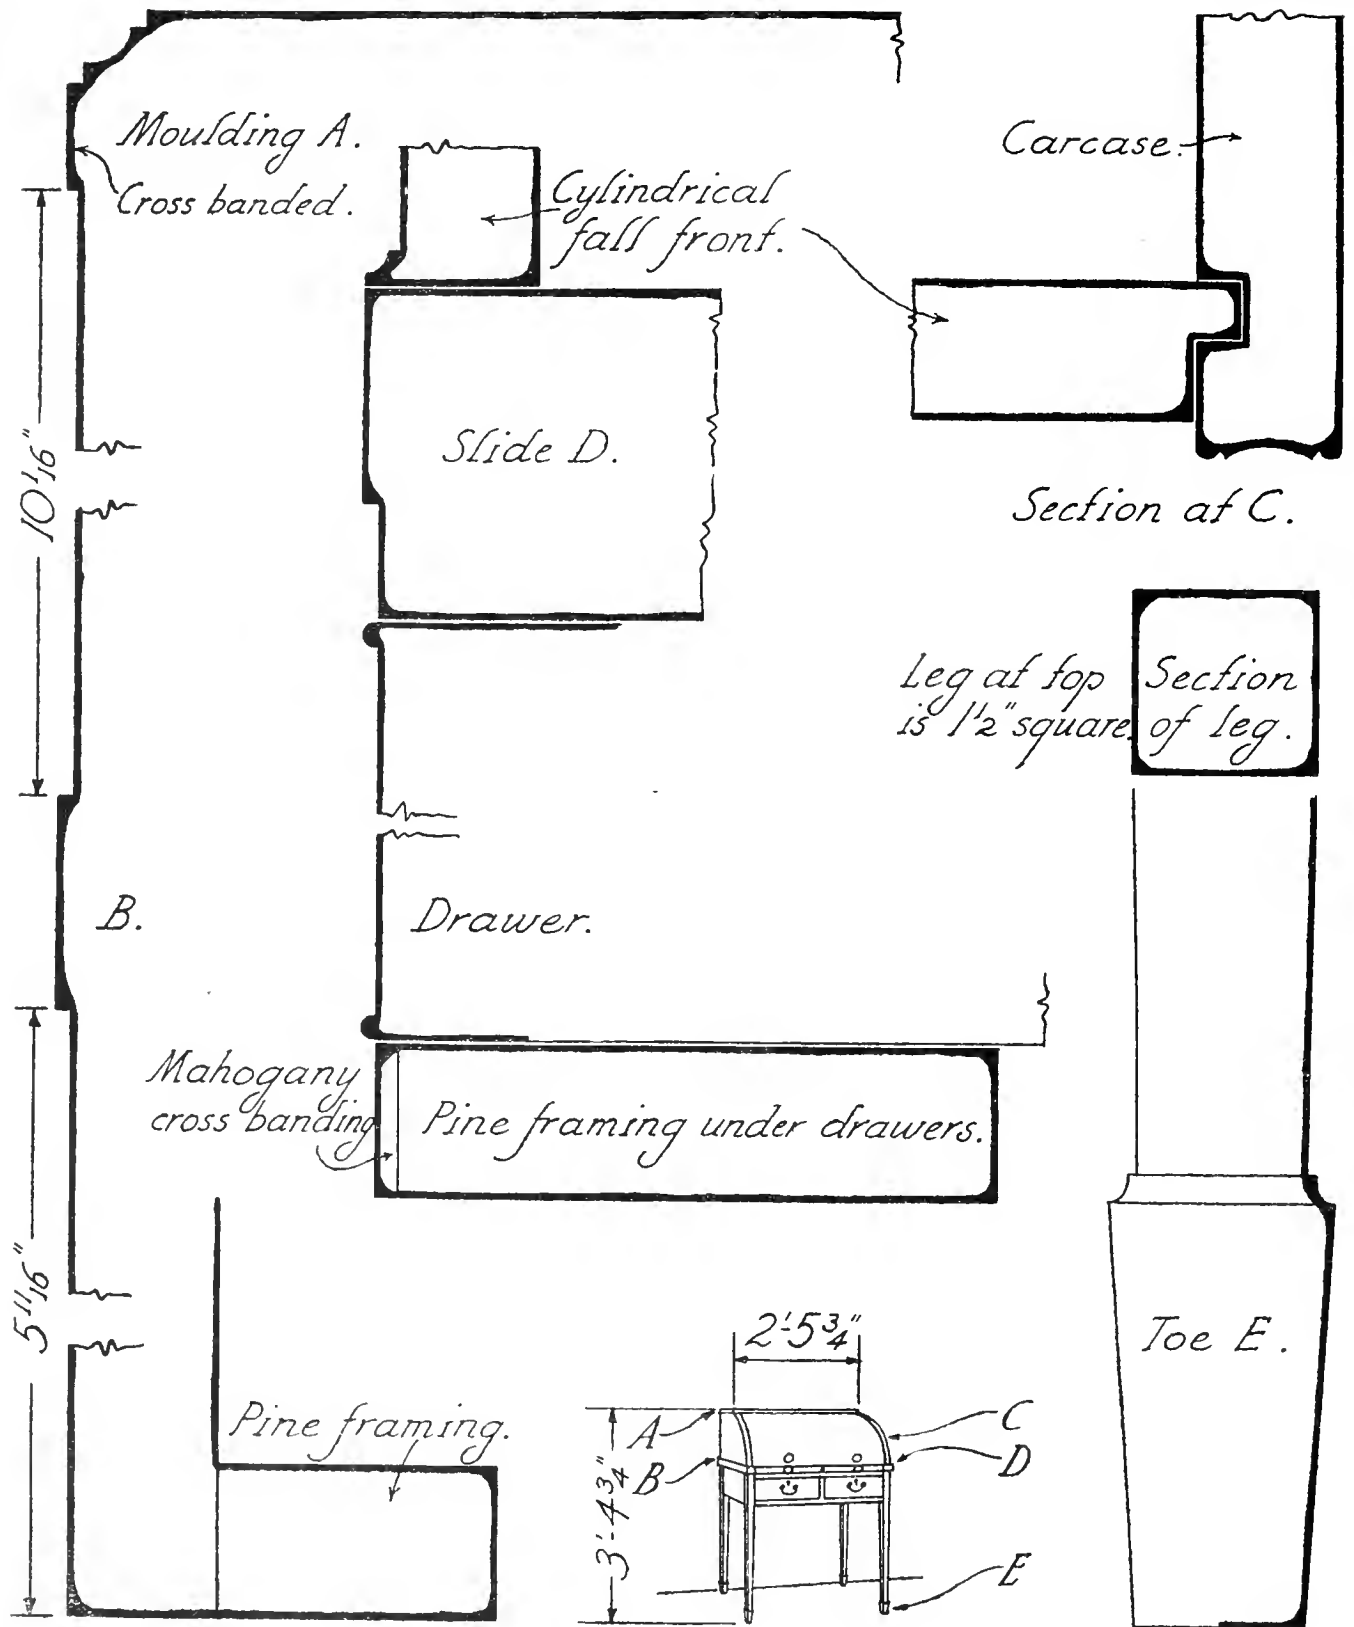 Moulding A.
Cross banded.
Cylindrical
fall front.
Carcase.
10 1/16"
Slide D.
Section at C.
Leg at top
is 1 1/2" square.
Section
of leg.
B.
Drawer.
Mahogany
cross banding
Pine framing under drawers.
5 11/16"
Pine framing.
2'-5 3/4"
3'-4 3/4"
A
B
C
D
E
Toe E.